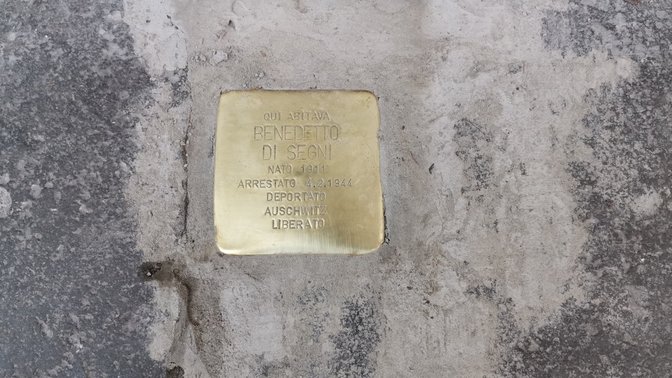 QUI ABITAVA
BENEDETTO
DI SEGNI
NATO 1911
ARRESTATO 4.2.1944
DEPORTATO
AUSCHWITZ
LIBERATO